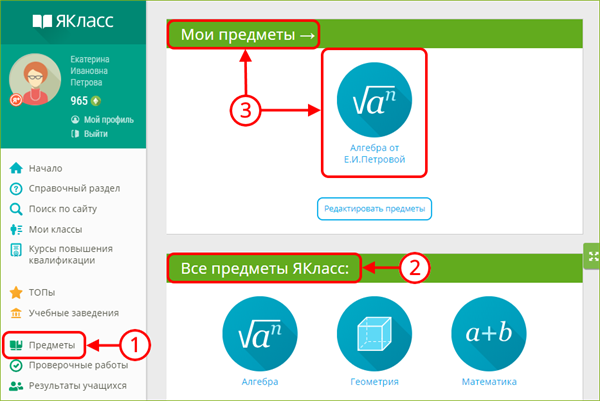 ЯКласс
Екатерина
Ивановна
Петрова
965
Мой профиль
Выйти
Начало
Справочный раздел
Поиск по сайту
Мои классы
Курсы повышения
квалификации
ТОПы
Учебные заведения
Предметы
1
Проверочные работы
Результаты учащихся
Мои предметы →
3
√aⁿ
Алгебра от
Е.И.Петровой
Редактировать предметы
Все предметы ЯКласс:
2
√aⁿ
a+b
Алгебра
Геометрия
Математика